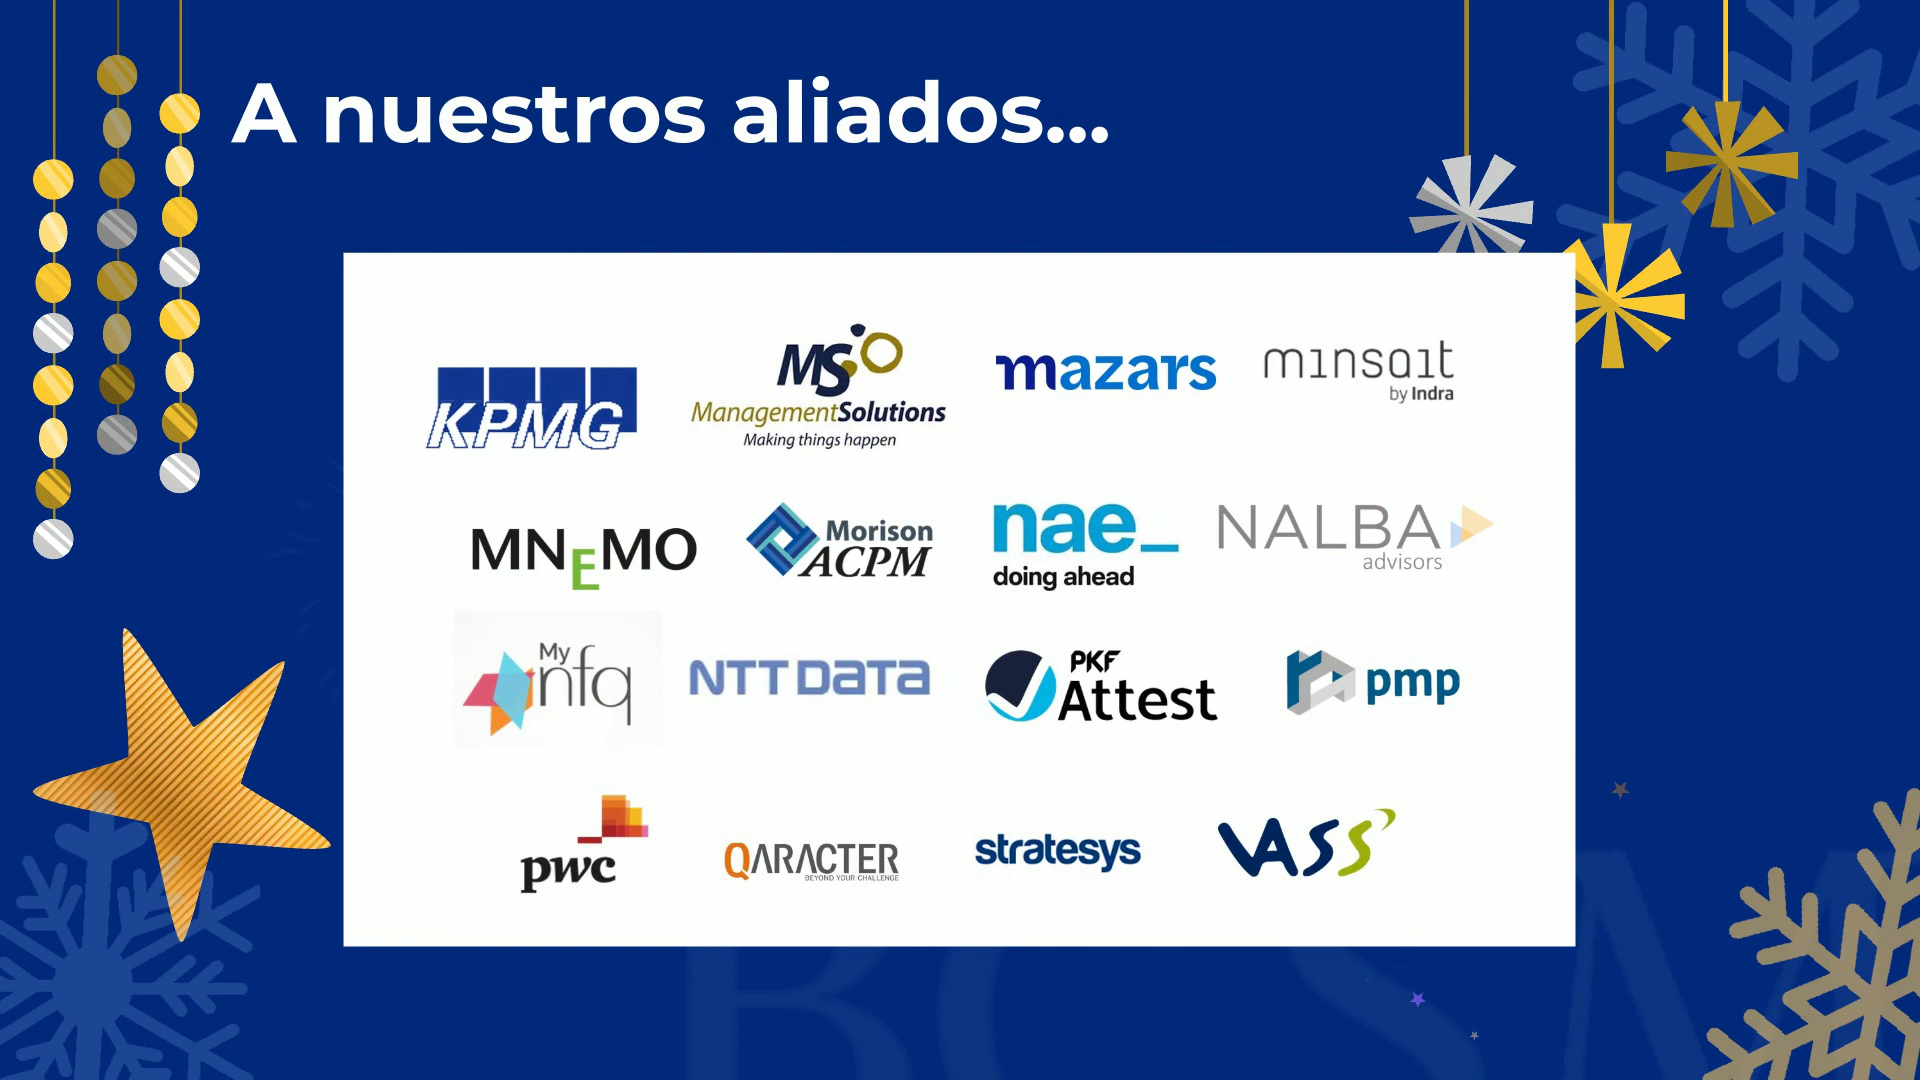 A nuestros aliados...
KPMG
MS
ManagementSolutions
Making things happen
mazars
minsait
by Indra
MNEMO
Morison
ACPM
nae_
doing ahead
NALBA
advisors
My
nfq
NTT DATA
PKF
Attest
pmp
pwc
QARACTER
BEYOND YOUR CHALLENGE
stratesys
VASS